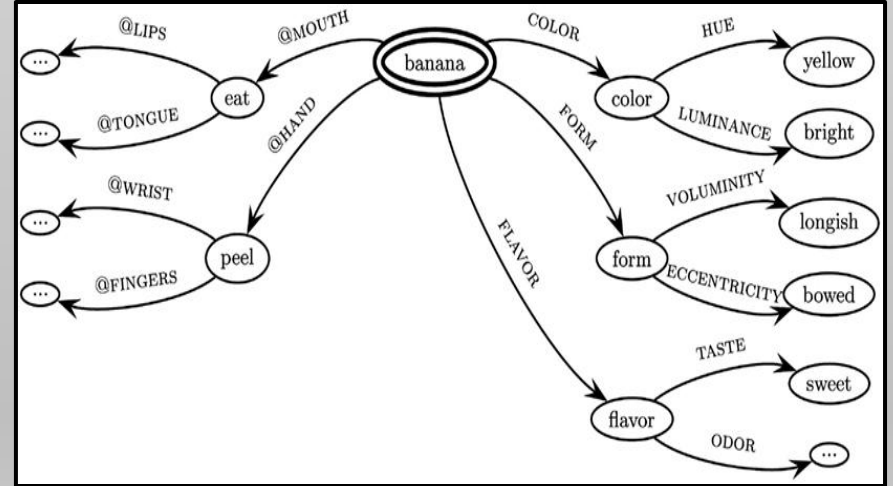 @LIPS
@MOUTH
COLOR
HUE
...
banana
yellow
eat
color
@TONGUE
@HAND
FORM
LUMINANCE
...
bright
@WRIST
VOLUMINITY
...
longish
FLAVOR
peel
form
@FINGERS
ECCENTRICITY
...
bowed
TASTE
sweet
flavor
ODOR
...